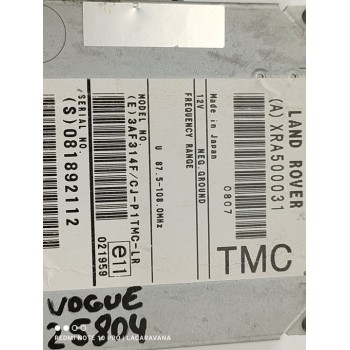 LAND ROVER
(A) XRA500031
Made in Japan 0807
12V NEG. GROUND
FREQUENCY RANGE
U 87.5-108.0MHz
MODEL NO.
(E)3AF314F/CJ-P1TMC-LR
SERIAL NO.
(S)081892112
TMC
e11
021959
VOGUE
25804
REDMI NOTE 10 PRO | LACARAVANA